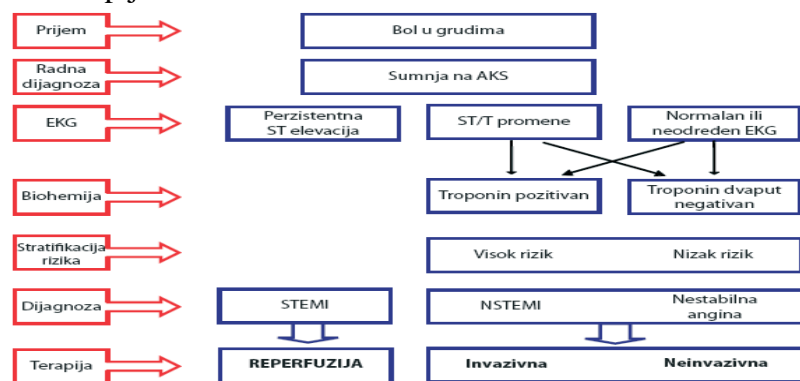 Prijem
Bol u grudima
Radna
dijagnoza
Sumnja na AKS
EKG
Perzistentna
ST elevacija
ST/T promene
Normalan ili
neodređen EKG
Biohemija
Troponin pozitivan
Troponin dvaput
negativan
Stratifikacija
rizika
Visok rizik
Nizak rizik
Dijagnoza
STEMI
NSTEMI
Nestabilna
angina
Terapija
REPERFUZIJA
Invazivna
Neinvazivna